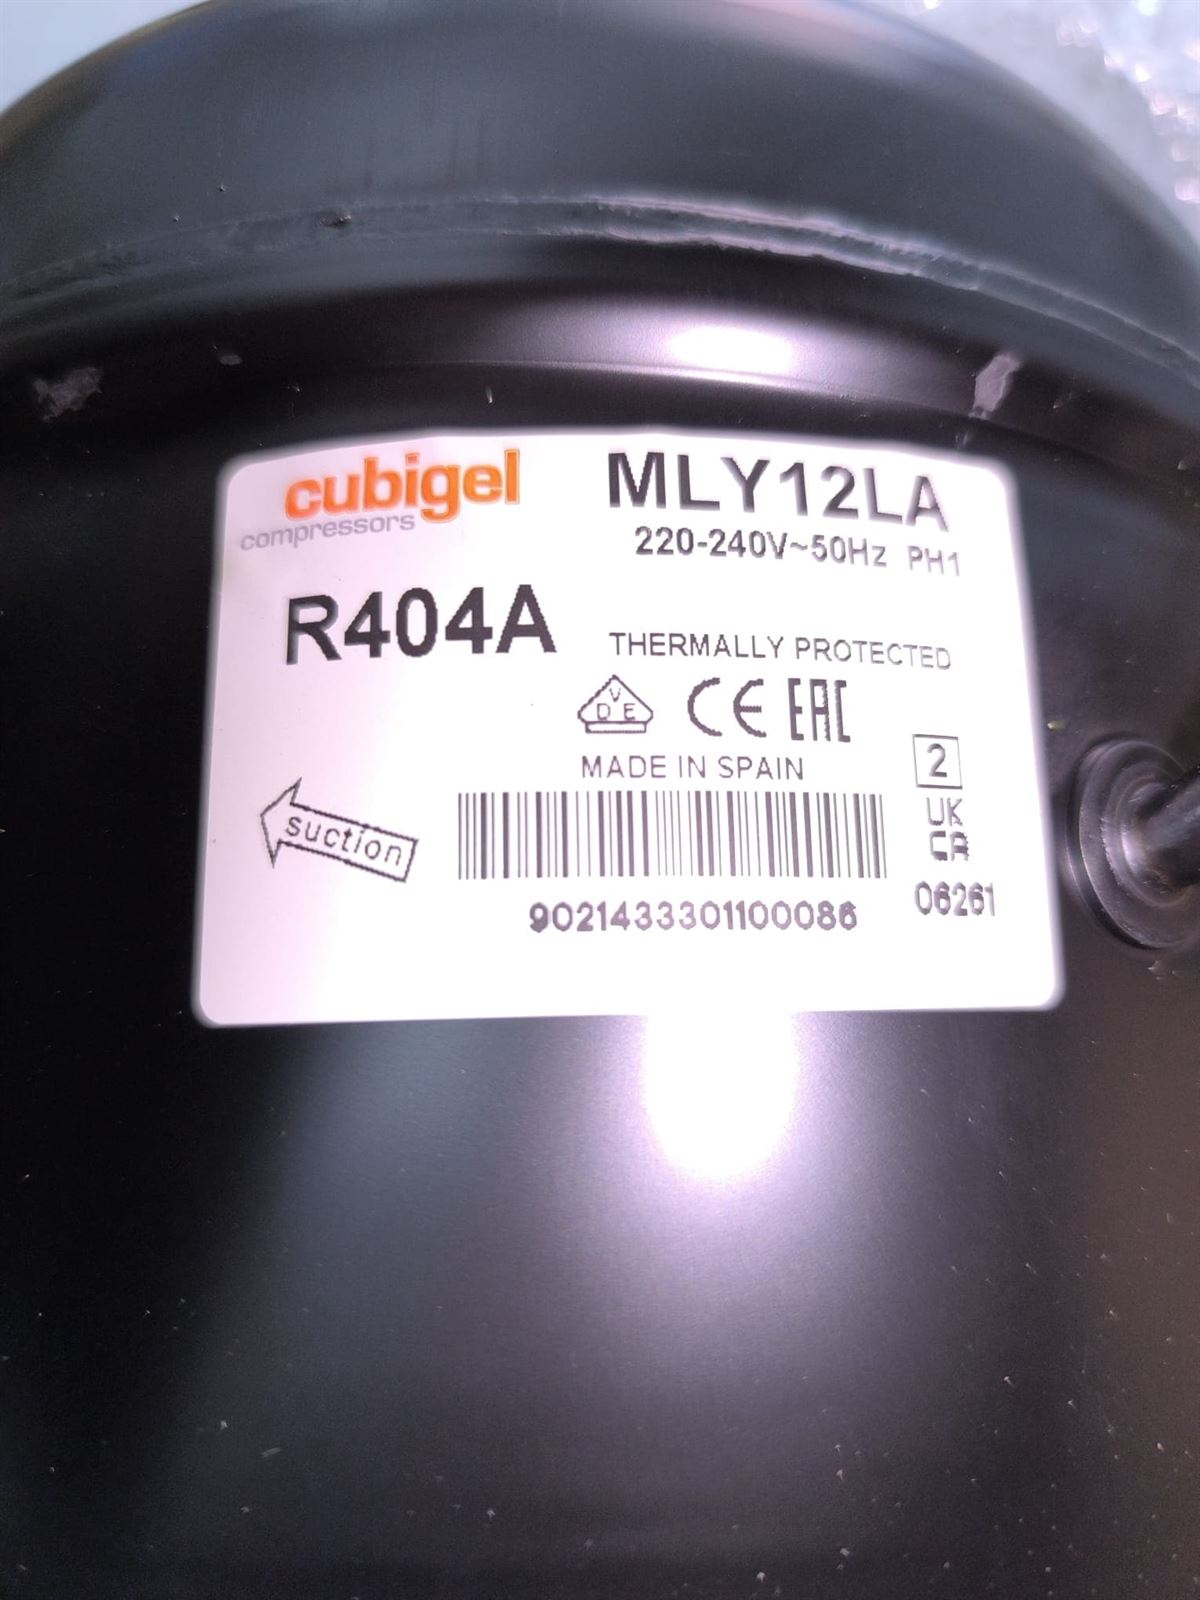 cubigel
compressors
MLY12LA
220-240V~50Hz PH1
R404A
THERMALLY PROTECTED
VDE
CE EAC
MADE IN SPAIN
2
UK
CA
suction
9021433301100086
06261